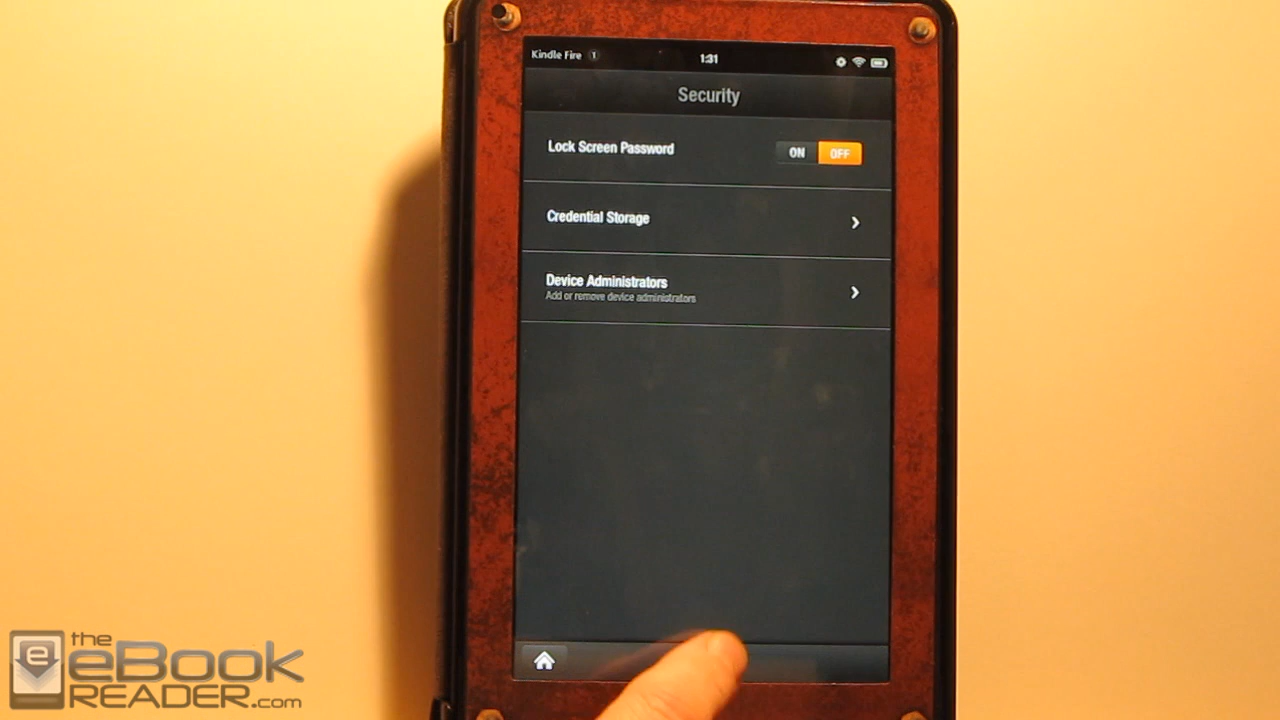 Kindle Fire 1 1:31
Security
Lock Screen Password ON OFF
Credential Storage
Device Administrators
Add or remove device administrators
the
eBook
READER.com